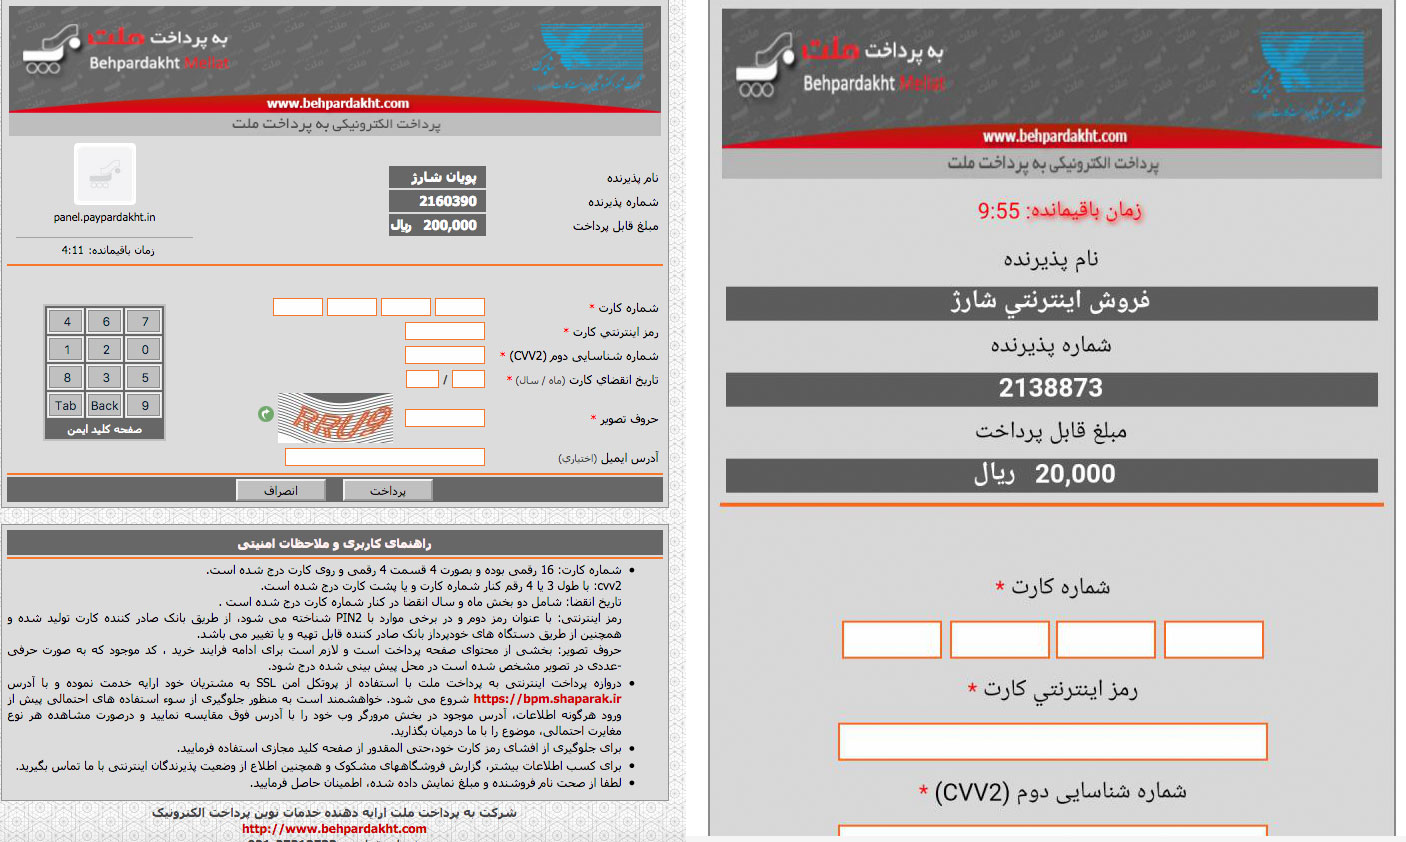 به پرداخت ملت
Behpardakht Mellat
www.behpardakht.com
پرداخت الکترونیکی به پرداخت ملت
panel.paypardakht.in
زمان باقیمانده: 4:11
نام پذیرنده پویان شارژ
شماره پذیرنده 2160390
مبلغ قابل پرداخت 200,000 ریال
شماره کارت *
رمز اینترنتي کارت *
شماره شناسایی دوم (CVV2) *
تاریخ انقضاي کارت (ماه / سال) * /
حروف تصویر * RRU9
آدرس ایمیل (اختیاری)
4 6 7
1 2 0
8 3 5
Tab Back 9
صفحه کلید ایمن
پرداخت
انصراف
راهنمای کاربری و ملاحظات امنیتی
شماره کارت: 16 رقمی بوده و بصورت 4 قسمت 4 رقمی و روی کارت درج شده است.
cvv2: با طول 3 یا 4 رقم کنار شماره کارت و یا پشت کارت درج شده است.
تاریخ انقضا: شامل دو بخش ماه و سال انقضا در کنار شماره کارت درج شده است .
رمز اینترنتی: با عنوان رمز دوم و در برخی موارد با PIN2 شناخته می شود، از طریق بانک صادر کننده کارت تولید شده و
همچنین از طریق دستگاه های خودپرداز بانک صادر کننده قابل تهیه و یا تغییر می باشد.
حروف تصویر: بخشی از محتوای صفحه پرداخت است و لازم است برای ادامه فرایند خرید ، کد موجود که به صورت حرفی
-عددی در تصویر مشخص شده است در محل پیش بینی شده درج شود.
دروازه پرداخت اینترنتی به پرداخت ملت با استفاده از پروتکل امن SSL به مشتریان خود ارایه خدمت نموده و با آدرس
https://bpm.shaparak.ir شروع می شود. خواهشمند است به منظور جلوگیری از سوء استفاده های احتمالی پیش از
ورود هرگونه اطلاعات، آدرس موجود در بخش مرورگر وب خود را با آدرس فوق مقایسه نمایید و درصورت مشاهده هر نوع
مغایرت احتمالی، موضوع را با ما درمیان بگذارید.
برای جلوگیری از افشای رمز کارت خود،حتی المقدور از صفحه کلید مجازی استفاده فرمایید.
برای کسب اطلاعات بیشتر، گزارش فروشگاههای مشکوک و همچنین اطلاع از وضعیت پذیرندگان اینترنتی با ما تماس بگیرید.
لطفا از صحت نام فروشنده و مبلغ نمایش داده شده، اطمینان حاصل فرمایید.
شرکت به پرداخت ملت ارایه دهنده خدمات نوین پرداخت الکترونیک
http://www.behpardakht.com
به پرداخت ملت
Behpardakht Mellat
www.behpardakht.com
پرداخت الکترونیکی به پرداخت ملت
زمان باقیمانده: 9:55
نام پذیرنده
فروش اینترنتي شارژ
شماره پذیرنده
2138873
مبلغ قابل پرداخت
20,000 ریال
شماره کارت *
رمز اینترنتي کارت *
شماره شناسایی دوم (CVV2) *